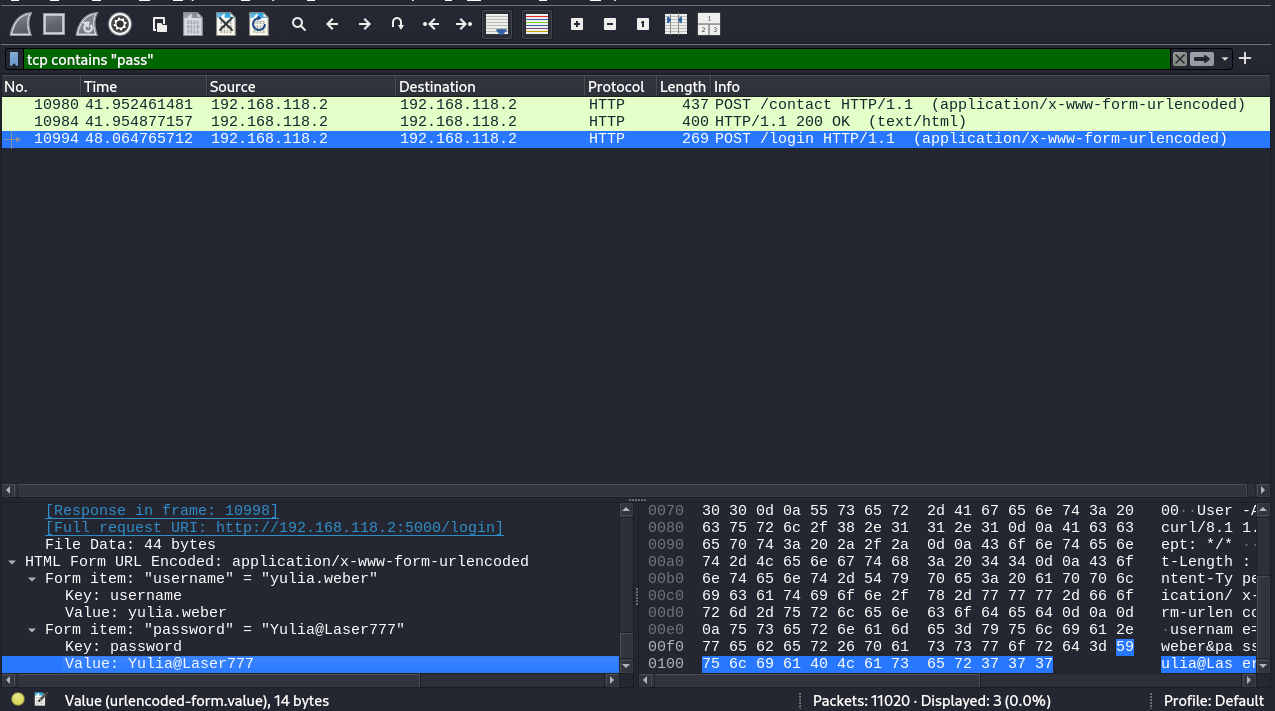 tcp contains "pass"
No. Time Source Destination Protocol Length Info
10980 41.952461481 192.168.118.2 192.168.118.2 HTTP 437 POST /contact HTTP/1.1 (application/x-www-form-urlencoded)
10984 41.954877157 192.168.118.2 192.168.118.2 HTTP 400 HTTP/1.1 200 OK (text/html)
10994 48.064765712 192.168.118.2 192.168.118.2 HTTP 269 POST /login HTTP/1.1 (application/x-www-form-urlencoded)
[Response in frame: 10998]
[Full request URI: http://192.168.118.2:5000/login]
File Data: 44 bytes
HTML Form URL Encoded: application/x-www-form-urlencoded
Form item: "username" = "yulia.weber"
Key: username
Value: yulia.weber
Form item: "password" = "Yulia@Laser777"
Key: password
Value: Yulia@Laser777
0070 30 30 0d 0a 55 73 65 72 2d 41 67 65 6e 74 3a 20 00··User -A
0080 63 75 72 6c 2f 38 2e 31 31 2e 31 0d 0a 41 63 63 curl/8.1 1.
0090 65 70 74 3a 20 2a 2f 2a 0d 0a 43 6f 6e 74 65 6e ept: */* ··
00a0 74 2d 4c 65 6e 67 74 68 3a 20 34 34 0d 0a 43 6f t-Length :
00b0 6e 74 65 6e 74 2d 54 79 70 65 3a 20 61 70 70 6c ntent-Ty pe
00c0 69 63 61 74 69 6f 6e 2f 78 2d 77 77 77 2d 66 6f ication/ x-
00d0 72 6d 2d 75 72 6c 65 6e 63 6f 64 65 64 0d 0a 0d rm-urlen co
00e0 0a 75 73 65 72 6e 61 6d 65 3d 79 75 6c 69 61 2e ·usernam e=
00f0 77 65 62 65 72 26 70 61 73 73 77 6f 72 64 3d 59 weber&pa ss
0100 75 6c 69 61 40 4c 61 73 65 72 37 37 37 ulia@Las er
Value (urlencoded-form.value), 14 bytes
Packets: 11020 · Displayed: 3 (0.0%)
Profile: Default